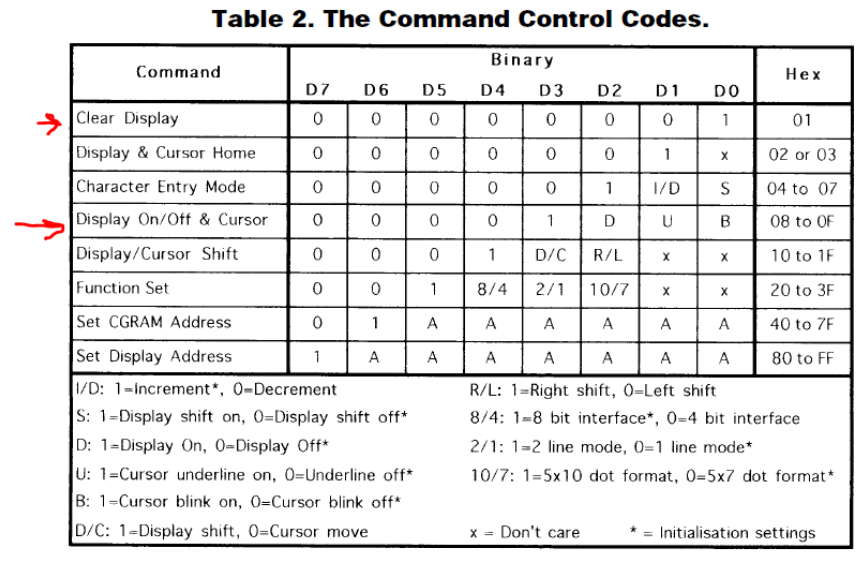 Table 2. The Command Control Codes.
Command Binary Hex
D7 D6 D5 D4 D3 D2 D1 D0
Clear Display 0 0 0 0 0 0 0 1 01
Display & Cursor Home 0 0 0 0 0 0 1 x 02 or 03
Character Entry Mode 0 0 0 0 0 1 I/D S 04 to 07
Display On/Off & Cursor 0 0 0 0 1 D U B 08 to 0F
Display/Cursor Shift 0 0 0 1 D/C R/L x x 10 to 1F
Function Set 0 0 1 8/4 2/1 10/7 x x 20 to 3F
Set CGRAM Address 0 1 A A A A A A 40 to 7F
Set Display Address 1 A A A A A A A 80 to FF
I/D: 1=Increment*, 0=Decrement R/L: 1=Right shift, 0=Left shift
S: 1=Display shift on, 0=Display shift off* 8/4: 1=8 bit interface*, 0=4 bit interface
D: 1=Display On, 0=Display Off* 2/1: 1=2 line mode, 0=1 line mode*
U: 1=Cursor underline on, 0=Underline off* 10/7: 1=5x10 dot format, 0=5x7 dot format*
B: 1=Cursor blink on, 0=Cursor blink off*
D/C: 1=Display shift, 0=Cursor move x = Don't care * = Initialisation settings